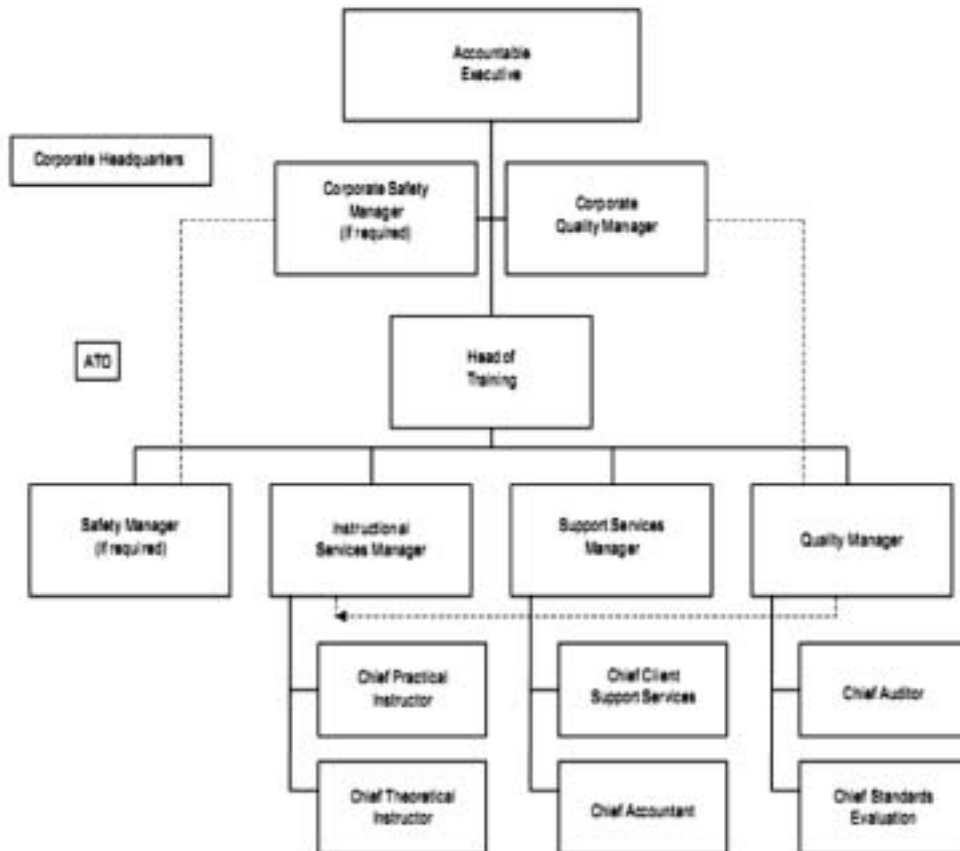 Accountable
Executive
Corporate Headquarters
Corporate Safety
Manager
(if required)
Corporate
Quality Manager
ATO
Head of
Training
Safety Manager
(if required)
Instructional
Services Manager
Support Services
Manager
Quality Manager
Chief Practical
Instructor
Chief Client
Support Services
Chief Auditor
Chief Theoretical
Instructor
Chief Accountant
Chief Standards
Evaluation